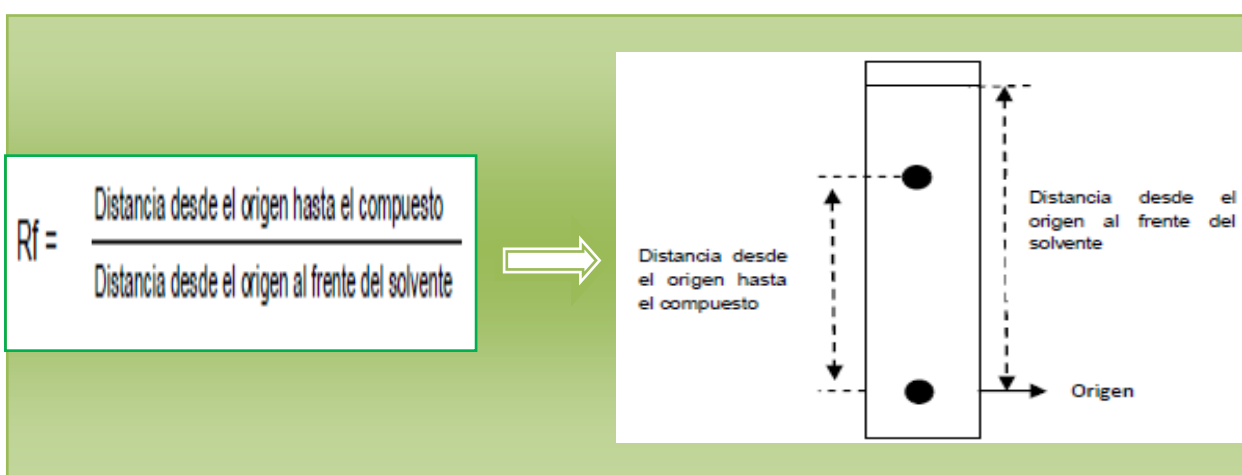 Rf =
Distancia desde el origen hasta el compuesto
Distancia desde el origen al frente del solvente
Distancia desde
el origen hasta
el compuesto
Distancia desde el
origen al frente del
solvente
Origen